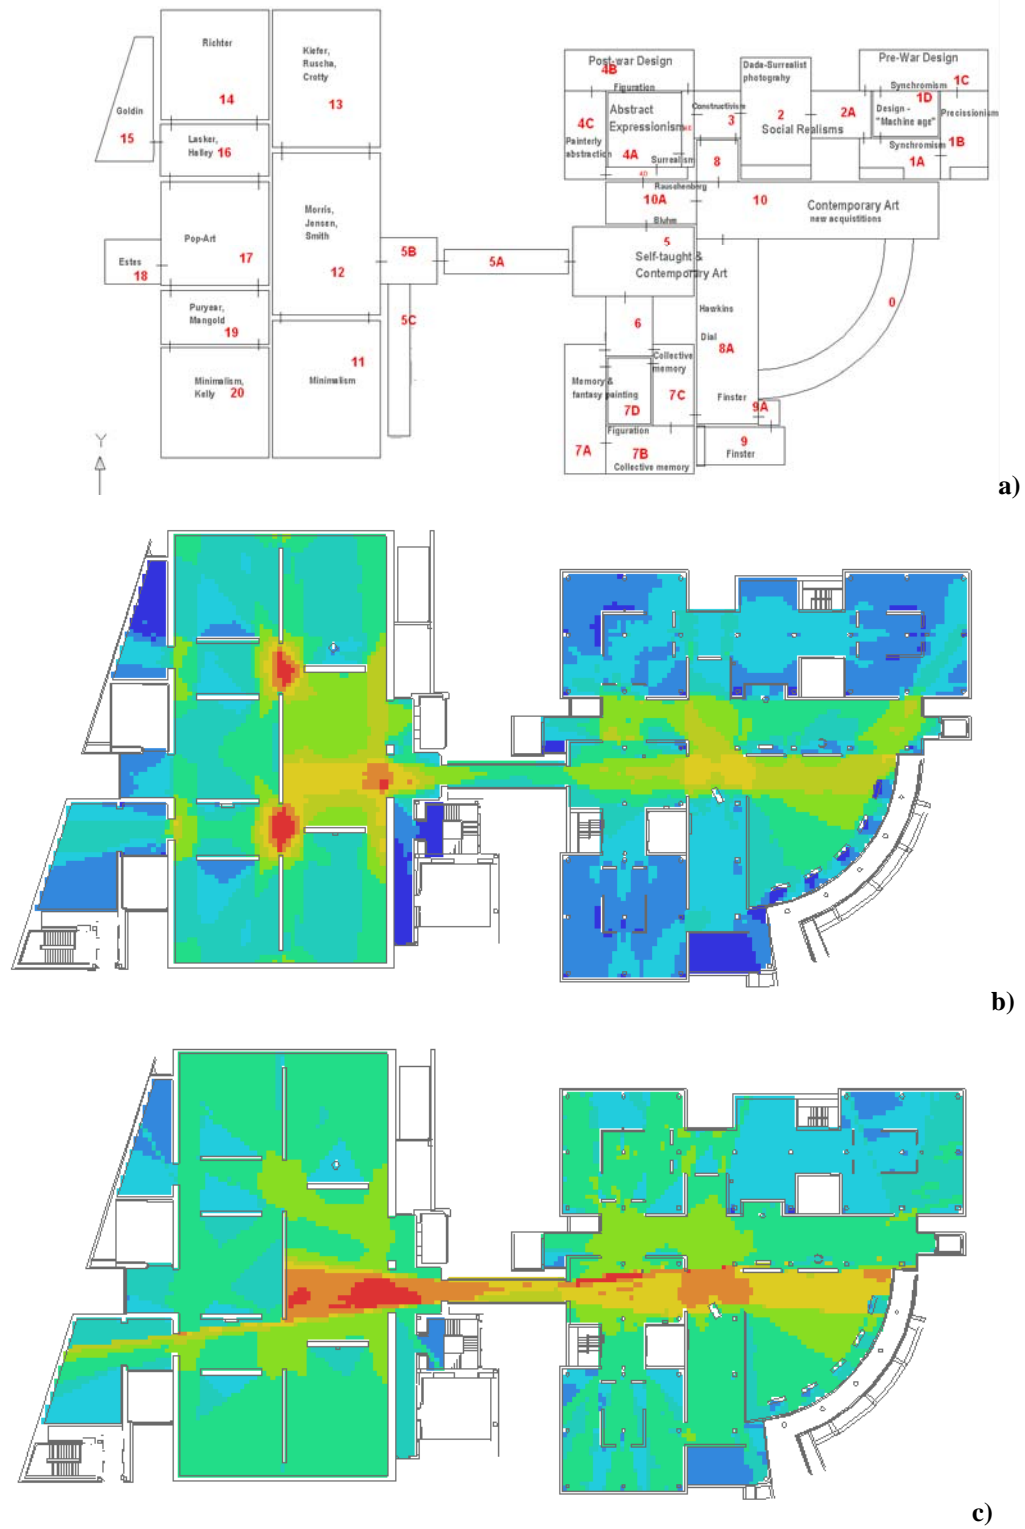 Richter
14
Kiefer,
Ruscha,
Crotty
13
Goldin
15
Lasker,
Halley
16
Pop-Art
17
Morris,
Jensen,
Smith
12
Estes
18
Puryear,
Mangold
19
Minimalism,
Kelly
20
11
Minimalism
5B
5A
5C
Y
Post-war Design
4B
Figuration
4C
Painterly
abstraction
Abstract
Expressionism
4A
Surrealism
4D
Constructivism
3
Dada-Surrealist
photograhy
2
Social Realisms
2A
Pre-War Design
1C
Synchromism
1D
Design -
"Machine age"
Precissionism
1B
Synchromism
1A
8
Rauschenberg
10A
Bluhm
10
Contemporary Art
new acquistitions
5
Self-taught &
Contemporary Art
0
6
Hawkins
Dial
8A
Finster
9A
9
Finster
Collective
memory
7C
Memory &
fantasy painting
7D
Figuration
7A
7B
Collective memory
a)
b)
c)